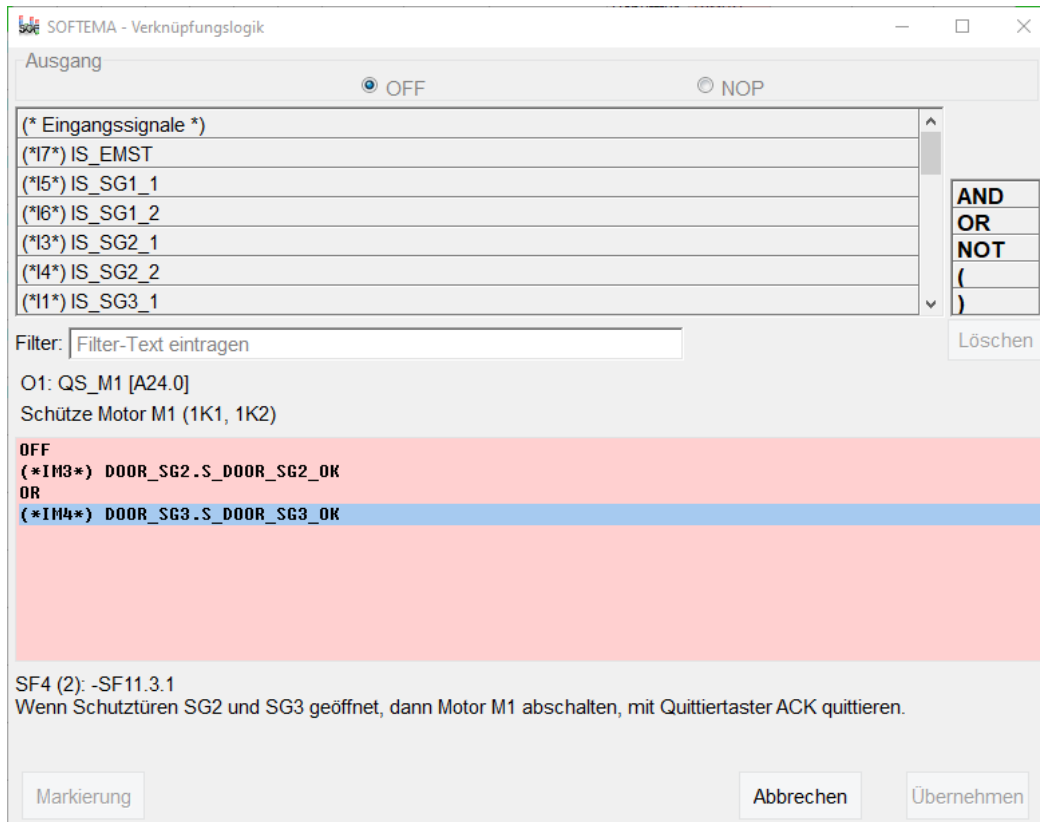 SOFTEMA - Verknüpfungslogik
Ausgang
OFF NOP
(* Eingangssignale *)
(*I7*) IS_EMST
(*I5*) IS_SG1_1
(*I6*) IS_SG1_2
(*I3*) IS_SG2_1
(*I4*) IS_SG2_2
(*I1*) IS_SG3_1
AND
OR
NOT
(
)
Filter: Filter-Text eintragen
Löschen
O1: QS_M1 [A24.0]
Schütze Motor M1 (1K1, 1K2)
OFF
(*IM3*) DOOR_SG2.S_DOOR_SG2_OK
OR
(*IM4*) DOOR_SG3.S_DOOR_SG3_OK
SF4 (2): -SF11.3.1
Wenn Schutztüren SG2 und SG3 geöffnet, dann Motor M1 abschalten, mit Quittiertaster ACK quittieren.
Markierung Abbrechen Übernehmen